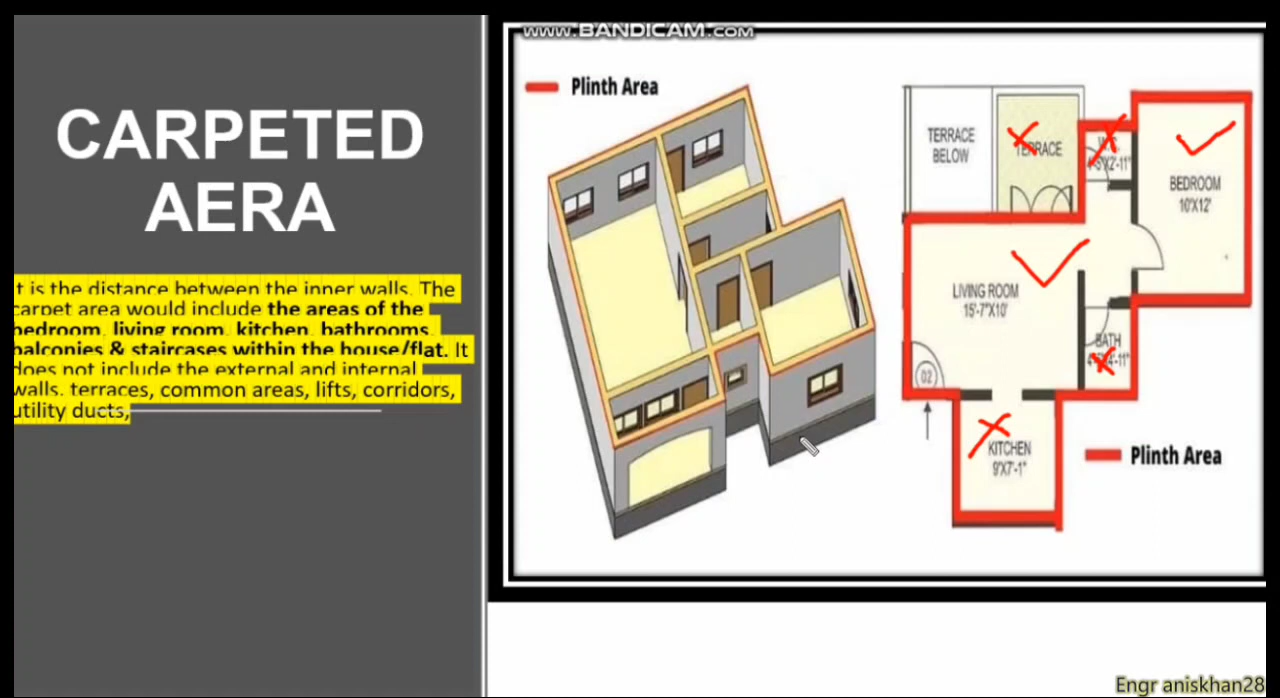 WWW.BANDICAM.COM
CARPETED
AERA
t is the distance between the inner walls. The
carpet area would include the areas of the
bedroom, living room, kitchen, bathrooms,
balconies & staircases within the house/flat. It
does not include the external and internal
walls, terraces, common areas, lifts, corridors,
utility ducts,
Plinth Area
TERRACE
BELOW
TERRACE
BEDROOM
10'X12'
LIVING ROOM
15'-7"X10'
BATH
02
KITCHEN
9'X7'-1"
Plinth Area
Engr aniskhan28